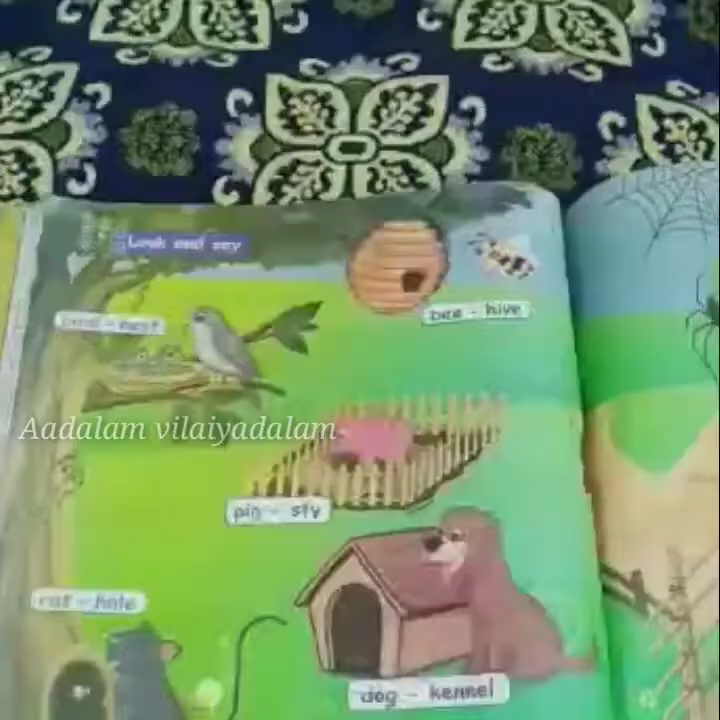 Look and say
bird - nest
bee - hive
Aadalam vilaiyadalam
pig - sty
rat - hole
dog - kennel